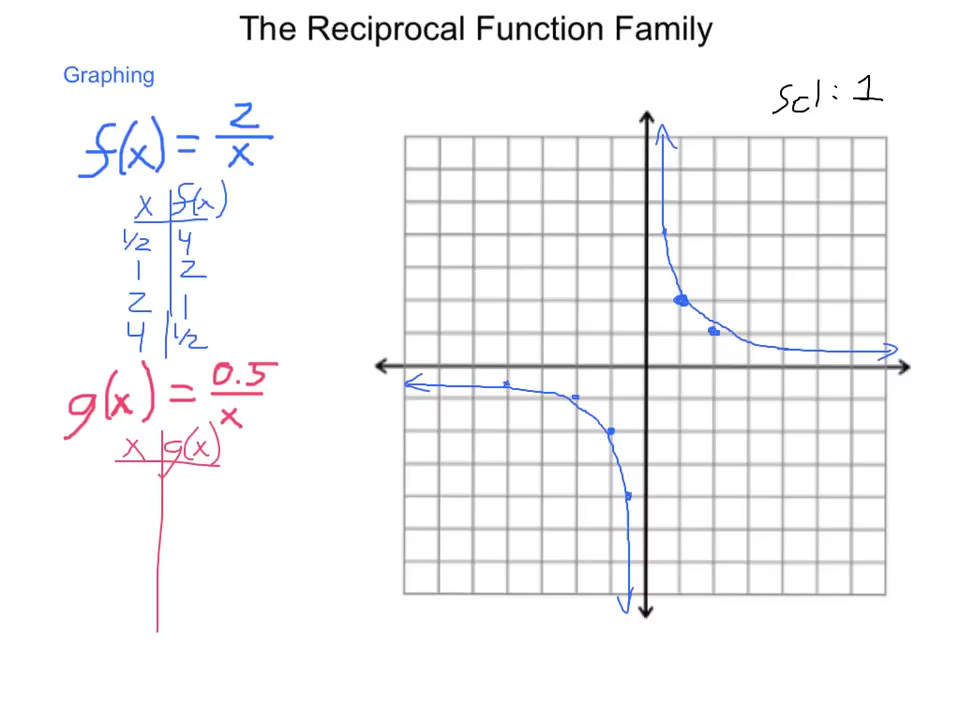 The Reciprocal Function Family
Graphing
scl: 1
f(x) = 2/x
x f(x)
1/2 4
1 2
2 1
4 1/2
g(x) = 0.5/x
x g(x)